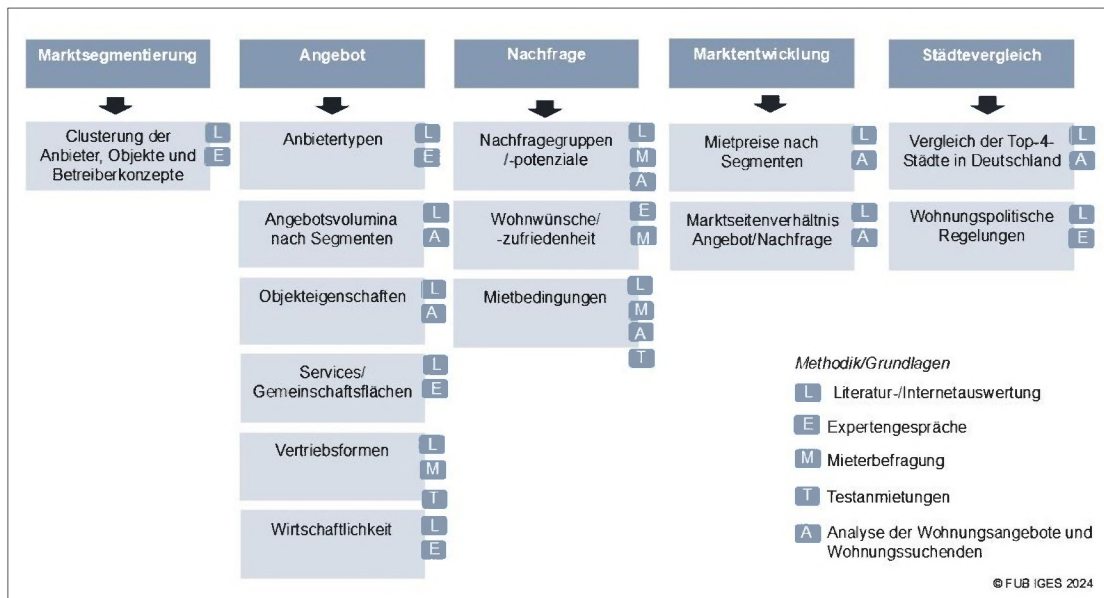 Marktsegmentierung
Clusterung der
Anbieter, Objekte und
Betreiberkonzepte
L
E
Angebot
Anbietertypen
L
E
Angebotsvolumina
nach Segmenten
L
A
Objekteigenschaften
L
A
Services/
Gemeinschaftsflächen
L
E
Vertriebsformen
L
M
T
Wirtschaftlichkeit
L
E
Nachfrage
Nachfragegruppen
/-potenziale
L
M
A
Wohnwünsche/
-zufriedenheit
E
M
Mietbedingungen
L
M
A
T
Marktentwicklung
Mietpreise nach
Segmenten
L
A
Marktseitenverhältnis
Angebot/Nachfrage
L
A
Städtevergleich
Vergleich der Top-4-
Städte in Deutschland
L
A
Wohnungspolitische
Regelungen
L
E
Methodik/Grundlagen
L Literatur-/Internetauswertung
E Expertengespräche
M Mieterbefragung
T Testanmietungen
A Analyse der Wohnungsangebote und
Wohnungssuchenden
© FUB IGES 2024